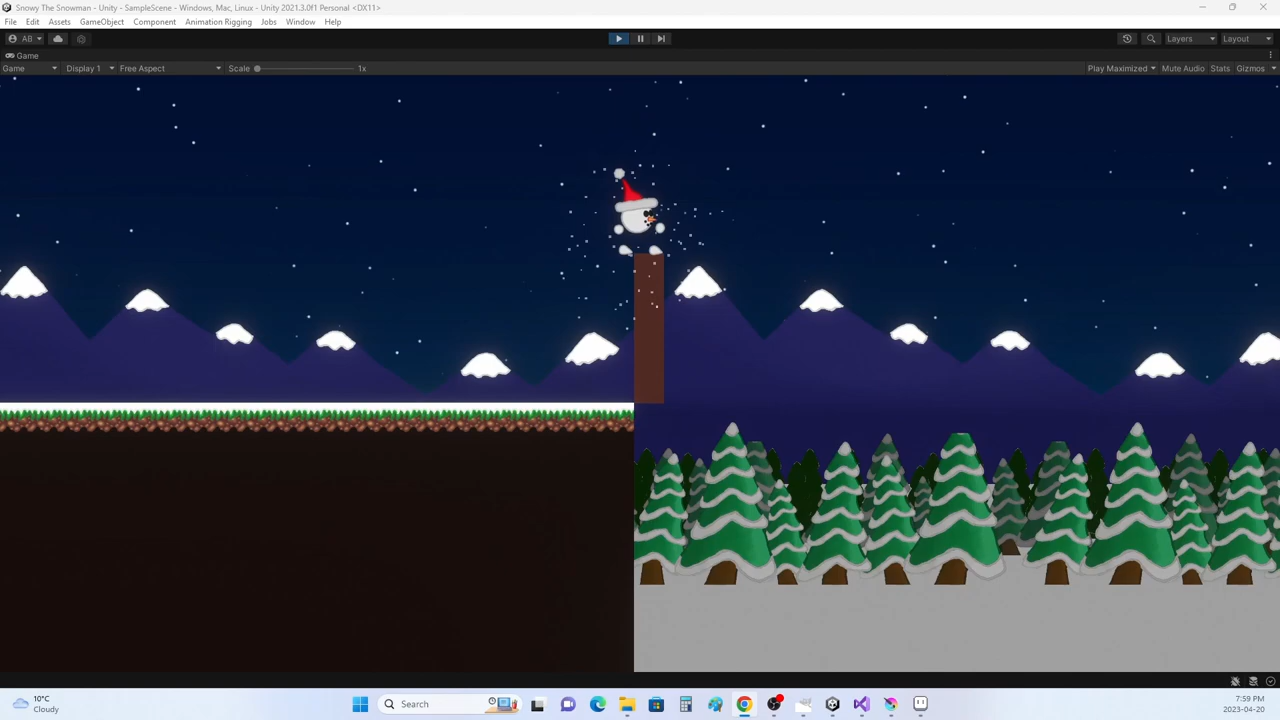 Snowy The Snowman - Unity - SampleScene - Windows, Mac, Linux - Unity 2021.3.0f1 Personal <DX11>
File Edit Assets GameObject Component Animation Rigging Jobs Window Help
AB Layers Layout
Game
Game Display 1 Free Aspect Scale 1x Play Maximized Mute Audio Stats Gizmos
10°C
Cloudy
Search
7:59 PM
2023-04-20